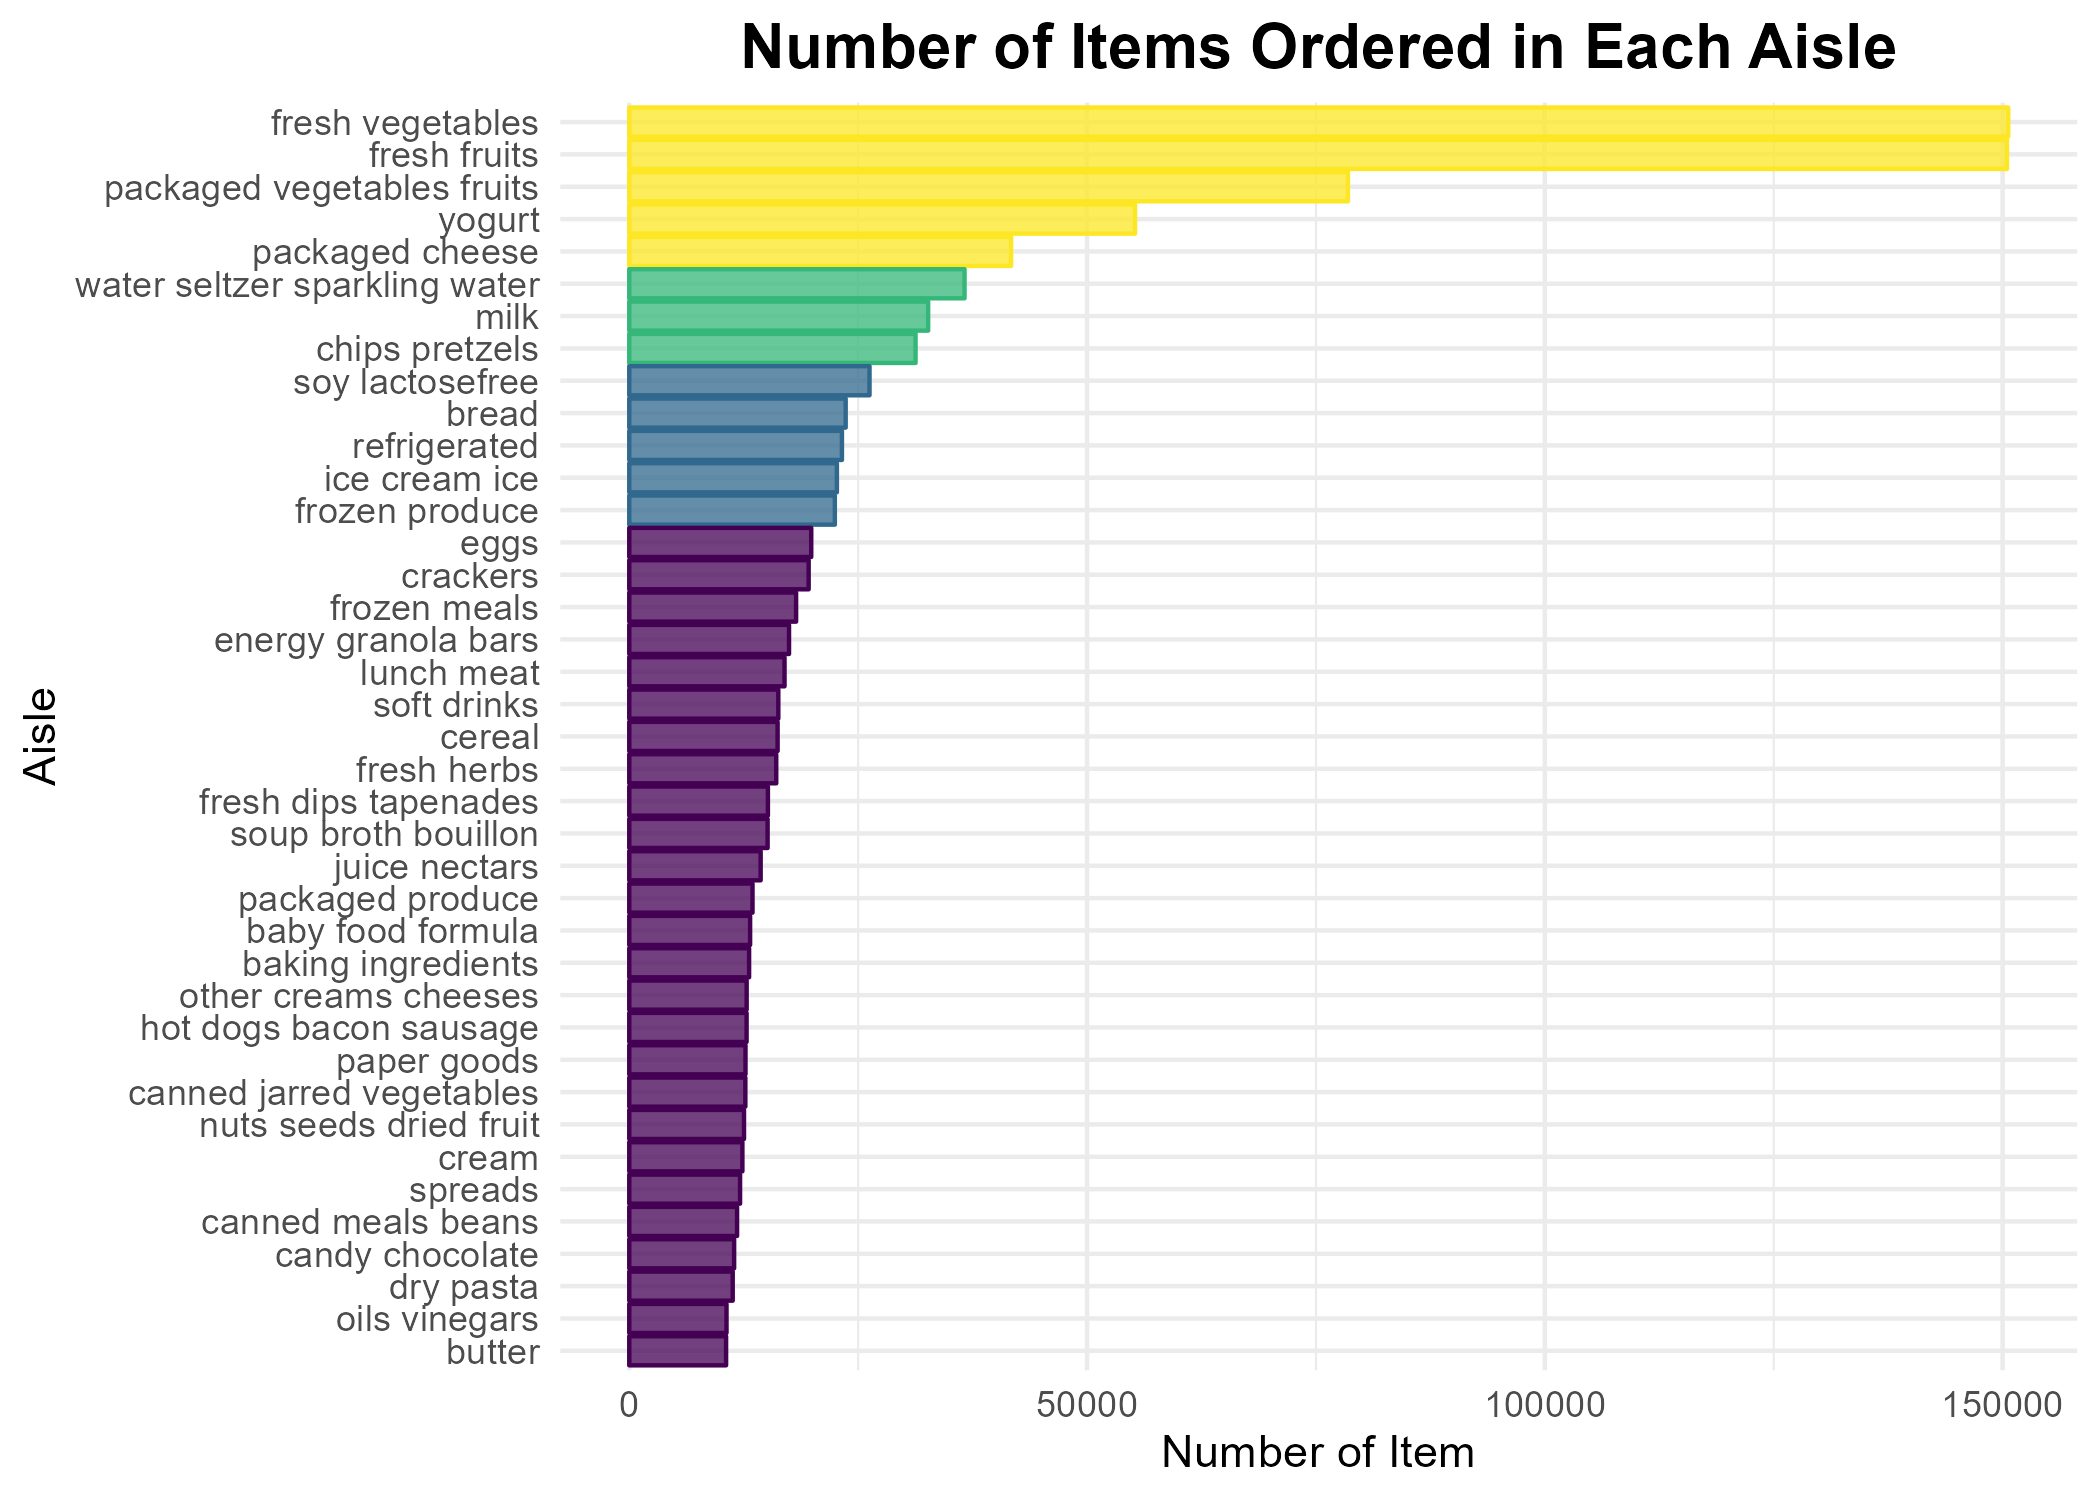 Number of Items Ordered in Each Aisle
fresh vegetables
fresh fruits
packaged vegetables fruits
yogurt
packaged cheese
water seltzer sparkling water
milk
chips pretzels
soy lactosefree
bread
refrigerated
ice cream ice
frozen produce
eggs
crackers
frozen meals
energy granola bars
lunch meat
soft drinks
cereal
fresh herbs
fresh dips tapenades
soup broth bouillon
juice nectars
packaged produce
baby food formula
baking ingredients
other creams cheeses
hot dogs bacon sausage
paper goods
canned jarred vegetables
nuts seeds dried fruit
cream
spreads
canned meals beans
candy chocolate
dry pasta
oils vinegars
butter
Aisle
0 50000 100000 150000
Number of Item